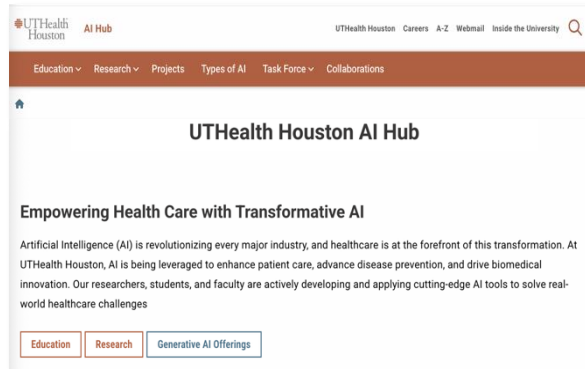 UTHealth
Houston
AI Hub
UTHealth Houston Careers A-Z Webmail Inside the University
Education Research Projects Types of AI Task Force Collaborations
UTHealth Houston AI Hub
Empowering Health Care with Transformative AI
Artificial Intelligence (AI) is revolutionizing every major industry, and healthcare is at the forefront of this transformation. At
UTHealth Houston, AI is being leveraged to enhance patient care, advance disease prevention, and drive biomedical
innovation. Our researchers, students, and faculty are actively developing and applying cutting-edge AI tools to solve real-
world healthcare challenges
Education Research Generative AI Offerings